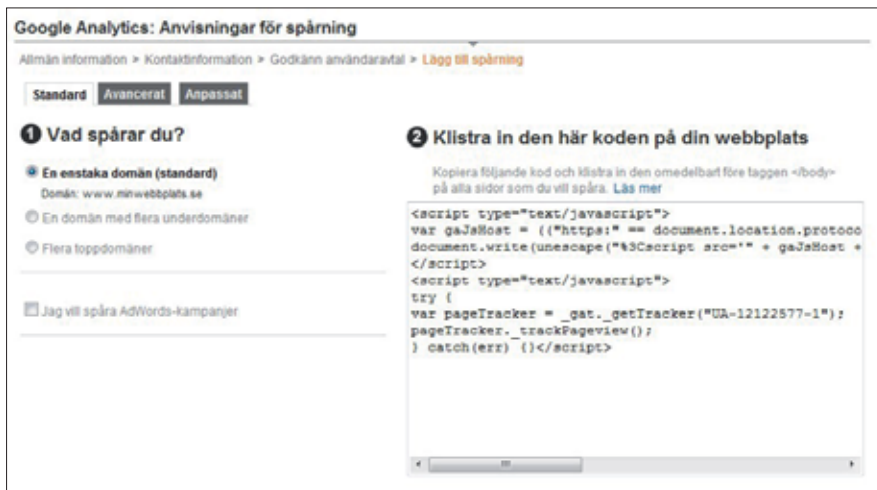 Google Analytics: Anvisningar för spårning
Allmän information > Kontaktinformation > Godkänn användaravtal > Lägg till spårning
Standard Avancerat Anpassat
1 Vad spårar du?
En enstaka domän (standard)
Domän: www.minwebbplats.se
En domän med flera underdomäner
Flera toppdomäner
Jag vill spåra AdWords-kampanjer
2 Klistra in den här koden på din webbplats
Kopiera följande kod och klistra in den omedelbart före taggen </body>
på alla sidor som du vill spåra. Läs mer
<script type="text/javascript">
var gaJsHost = (("https:" == document.location.protoco
document.write(unescape("%3Cscript src='" + gaJsHost +
</script>
<script type="text/javascript">
try {
var pageTracker = _gat._getTracker("UA-12122577-1");
pageTracker._trackPageview();
} catch(err) {}</script>